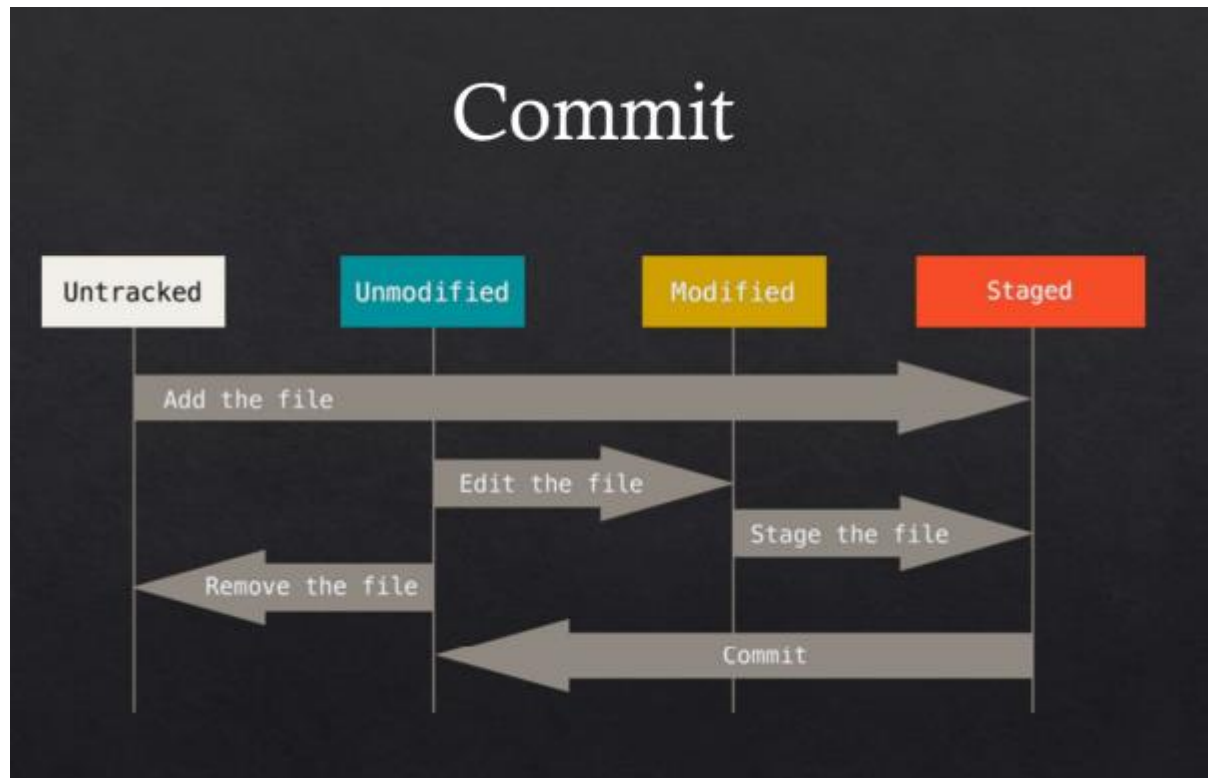 Commit
Untracked
Unmodified
Modified
Staged
Add the file
Edit the file
Stage the file
Remove the file
Commit